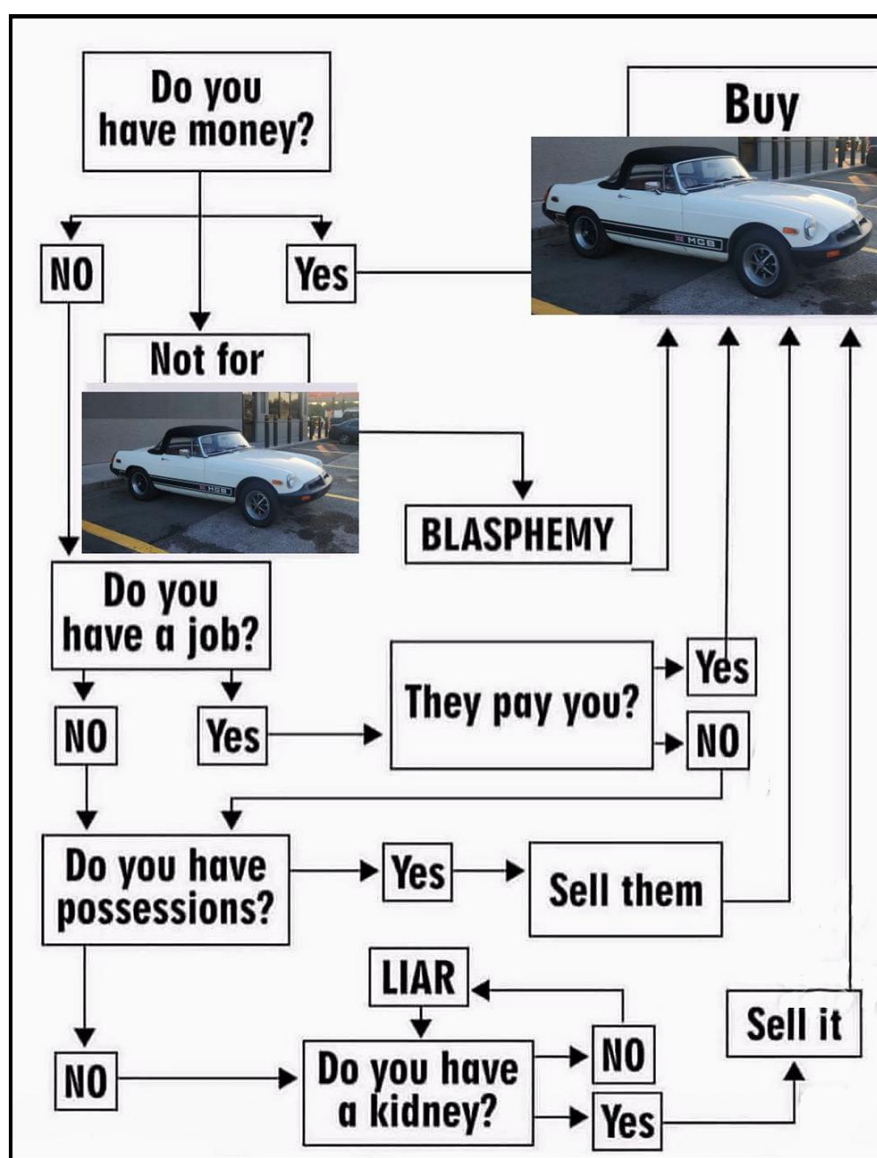 Do you
have money?
Buy
NO
Yes
MGB
Not for
MGB
BLASPHEMY
Do you
have a job?
They pay you?
Yes
NO
NO
Yes
Do you have
possessions?
Yes
Sell them
LIAR
Sell it
NO
Do you have
a kidney?
NO
Yes